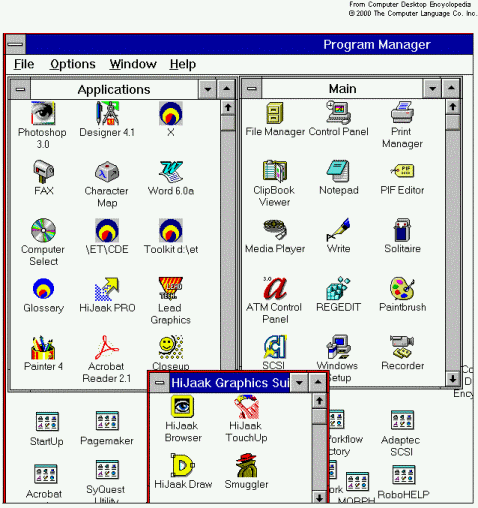 From Computer Desktop Encyclopedia
© 2000 The Computer Language Co. Inc.
Program Manager
File Options Window Help
Applications
Photoshop 3.0
Designer 4.1
X
FAX
Character Map
Word 6.0a
Computer Select
\ET\CDE
Toolkit d:\et
Glossary
HiJaak PRO
Lead Graphics
Painter 4
Acrobat Reader 2.1
Closeup
Main
File Manager
Control Panel
Print Manager
ClipBook Viewer
Notepad
PIF Editor
Media Player
Write
Solitaire
ATM Control Panel
REGEDIT
Paintbrush
SCSI
Windows Setup
Recorder
HiJaak Graphics Sui
HiJaak Browser
HiJaak TouchUp
HiJaak Draw
Smuggler
StartUp
Pagemaker
Acrobat
SyQuest Utility
orkflow
ctory
Adaptec SCSI
ork
MORPH
RoboHELP
Co
D
Ency